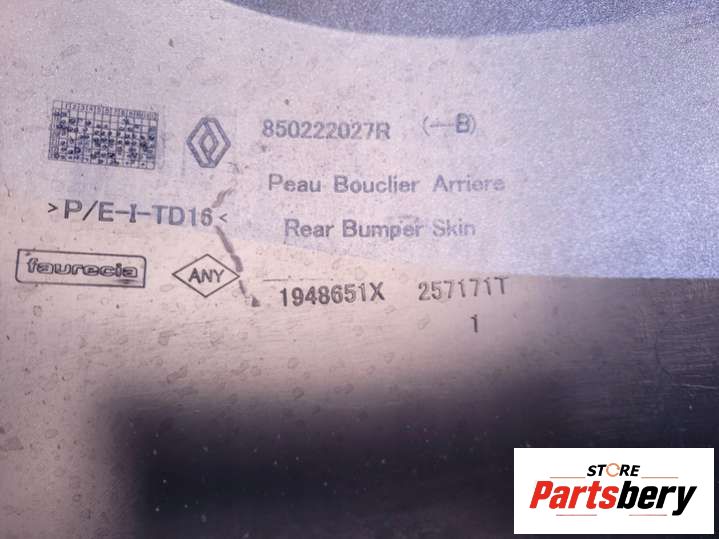 850222027R (—B)
Peau Bouclier Arriere
>P/E-I-TD16<
Rear Bumper Skin
faurecia
ANY
1948651X 257171T
1
STORE
Partsbery